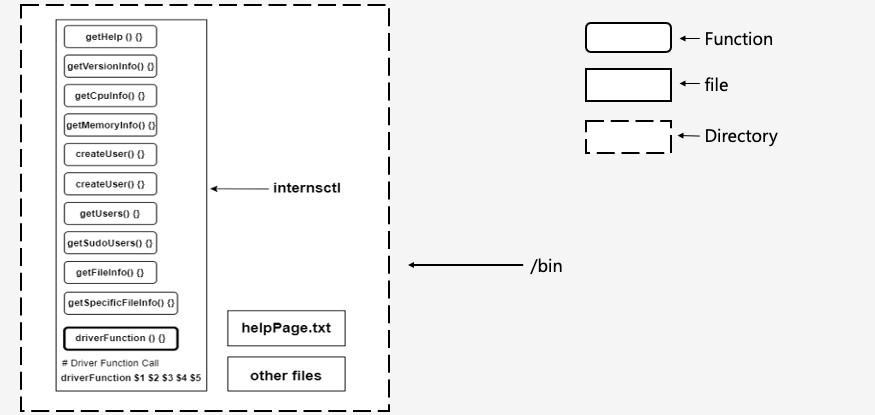 getHelp () {}
getVersionInfo() {}
getCpuInfo() {}
getMemoryInfo() {}
createUser() {}
createUser() {}
getUsers() {}
getSudoUsers() {}
getFileInfo() {}
getSpecificFileInfo() {}
driverFunction () {}
# Driver Function Call
driverFunction $1 $2 $3 $4 $5
internsctl
helpPage.txt
other files
/bin
Function
file
Directory